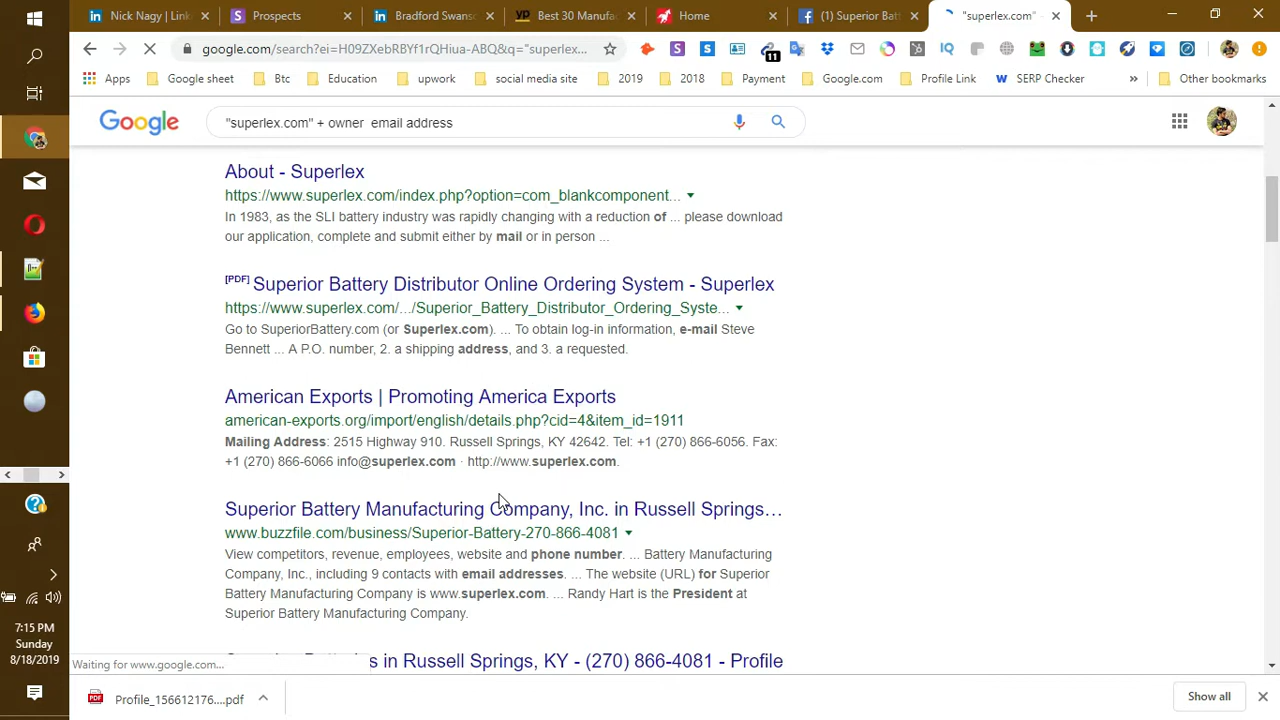 Nick Nagy | Link
Prospects
Bradford Swans
Best 30 Manufa
Home
(1) Superior Batt
"superlex.com"
google.com/search?ei=H09ZXebRBYf1rQHiua-ABQ&q="superlex...
11
Apps
Google sheet
Btc
Education
upwork
social media site
2019
2018
Payment
Google.com
Profile Link
SERP Checker
»
Other bookmarks
Google
"superlex.com" + owner email address
About - Superlex
https://www.superlex.com/index.php?option=com_blankcomponent...
In 1983, as the SLI battery industry was rapidly changing with a reduction of ... please download
our application, complete and submit either by mail or in person ...
[PDF] Superior Battery Distributor Online Ordering System - Superlex
https://www.superlex.com/.../Superior_Battery_Distributor_Ordering_Syste...
Go to SuperiorBattery.com (or Superlex.com). ... To obtain log-in information, e-mail Steve
Bennett ... A P.O. number, 2. a shipping address, and 3. a requested.
American Exports | Promoting America Exports
american-exports.org/import/english/details.php?cid=4&item_id=1911
Mailing Address: 2515 Highway 910. Russell Springs, KY 42642. Tel: +1 (270) 866-6056. Fax:
+1 (270) 866-6066 info@superlex.com · http://www.superlex.com.
Superior Battery Manufacturing Company, Inc. in Russell Springs...
www.buzzfile.com/business/Superior-Battery-270-866-4081
View competitors, revenue, employees, website and phone number. ... Battery Manufacturing
Company, Inc., including 9 contacts with email addresses. ... The website (URL) for Superior
Battery Manufacturing Company is www.superlex.com. ... Randy Hart is the President at
Superior Battery Manufacturing Company.
in Russell Springs, KY - (270) 866-4081 - Profile
Waiting for www.google.com...
7:15 PM
Sunday
8/18/2019
Profile_156612176....pdf
Show all